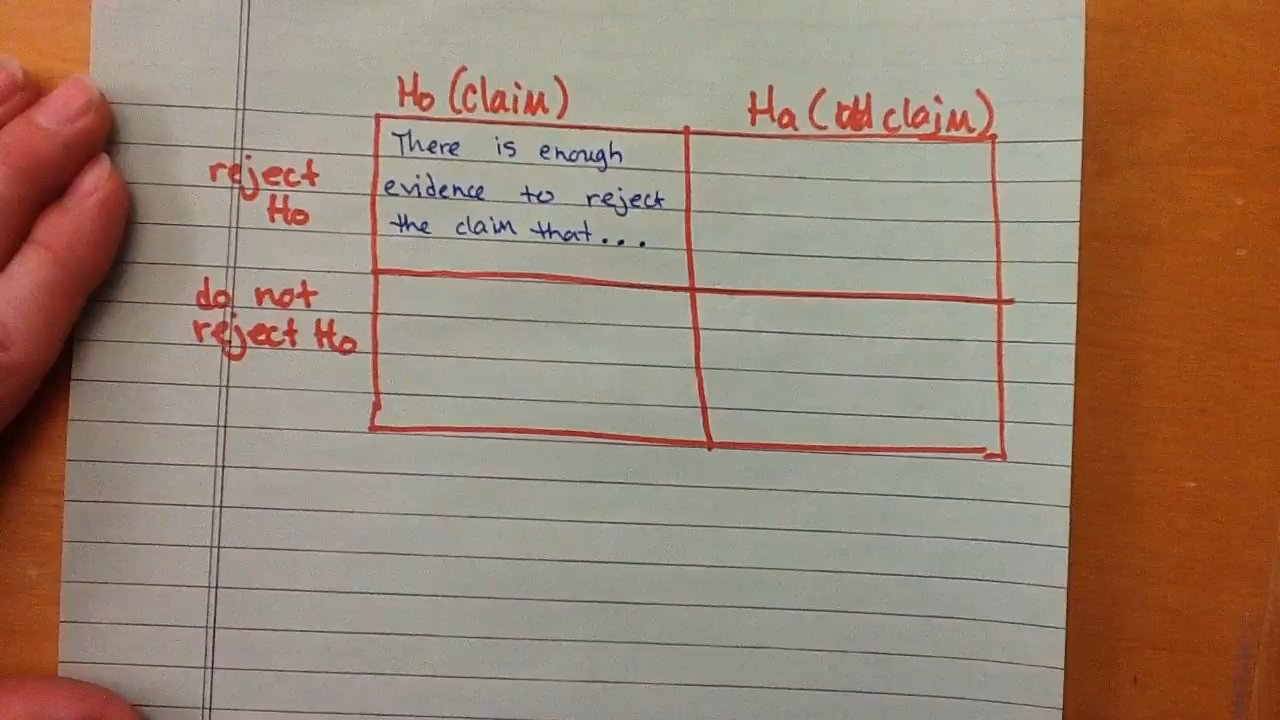 Ho (claim)
Ha (claim)
There is enough
evidence to reject
the claim that...
reject
Ho
do not
reject Ho